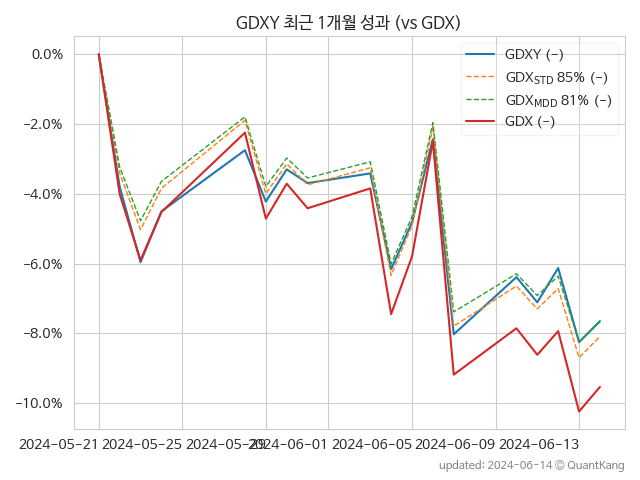 GDXY 최근 1개월 성과 (vs GDX)
GDXY (-)
GDX_STD 85% (-)
GDX_MDD 81% (-)
GDX (-)
0.0%
−2.0%
−4.0%
−6.0%
−8.0%
−10.0%
2024-05-21 2024-05-25 2024-05-29 2024-06-01 2024-06-05 2024-06-09 2024-06-13
updated: 2024-06-14 © QuantKang